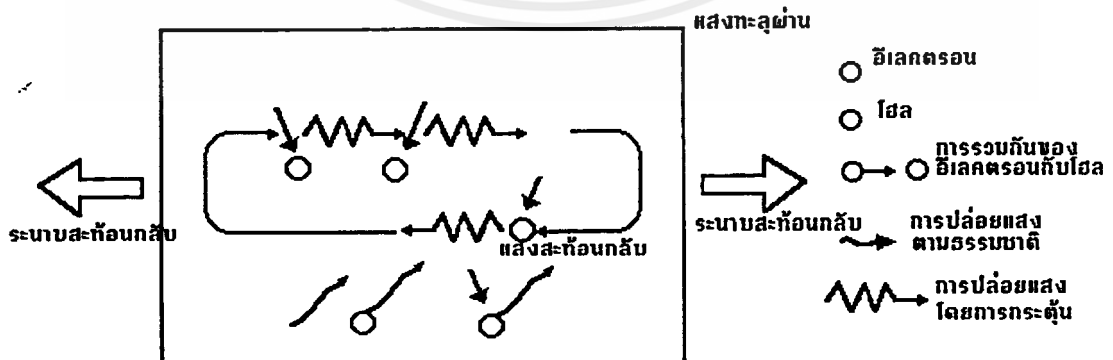 แสงทะลุผ่าน
อิเลคตรอน
โฮล
การรวมกันของ
อิเลคตรอนกับโฮล
ระนาบสะท้อนกลับ
แสงสะท้อนกลับ
ระนาบสะท้อนกลับ
การปล่อยแสง
ตามธรรมชาติ
การปล่อยแสง
โดยการกระตุ้น